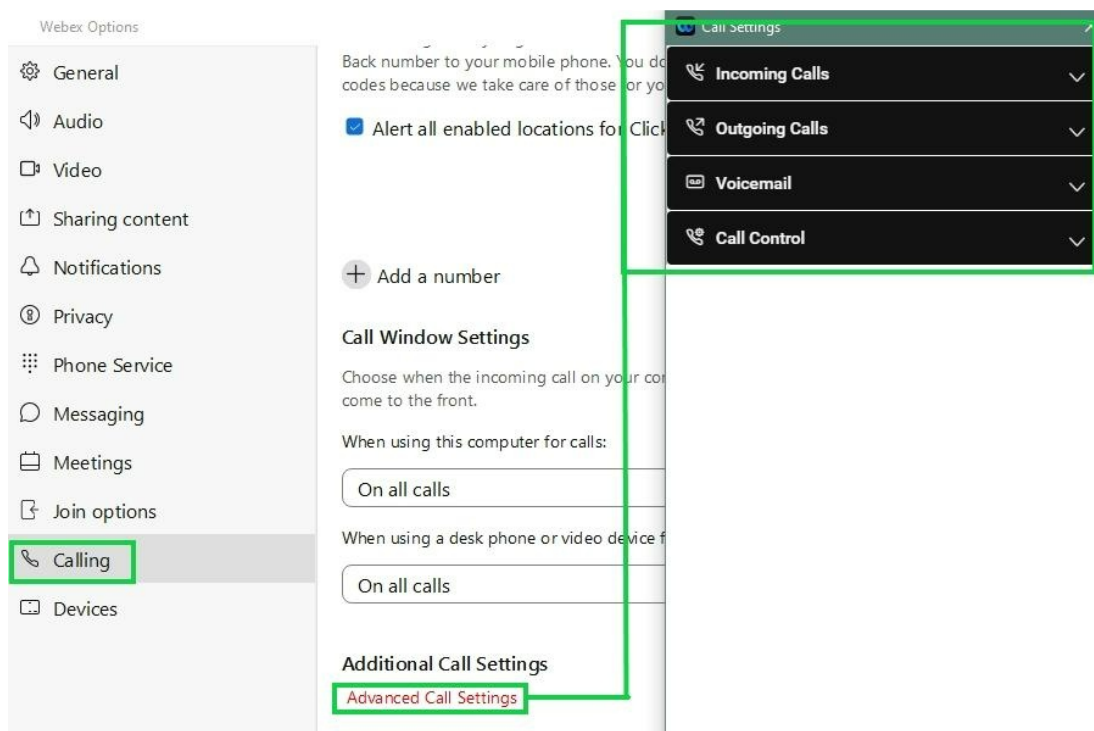 Webex Options
General
Audio
Video
Sharing content
Notifications
Privacy
Phone Service
Messaging
Meetings
Join options
Calling
Devices
Back number to your mobile phone. You do
codes because we take care of those for yo
Alert all enabled locations for Click
Add a number
Call Window Settings
Choose when the incoming call on your co
come to the front.
When using this computer for calls:
On all calls
When using a desk phone or video device f
On all calls
Additional Call Settings
Advanced Call Settings
Call Settings
Incoming Calls
Outgoing Calls
Voicemail
Call Control